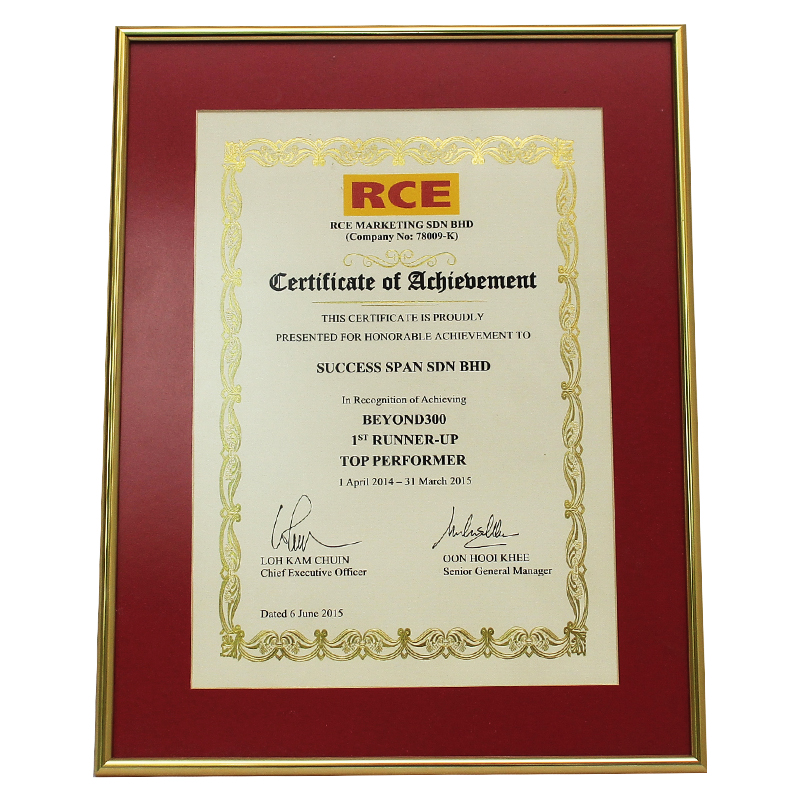 RCE
RCE MARKETING SDN BHD
(Company No: 78009-K)
Certificate of Achievement
THIS CERTIFICATE IS PROUDLY
PRESENTED FOR HONORABLE ACHIEVEMENT TO
SUCCESS SPAN SDN BHD
In Recognition of Achieving
BEYOND300
1ST RUNNER-UP
TOP PERFORMER
1 April 2014 – 31 March 2015
LOH KAM CHUIN
Chief Executive Officer
OON HOOI KHEE
Senior General Manager
Dated 6 June 2015